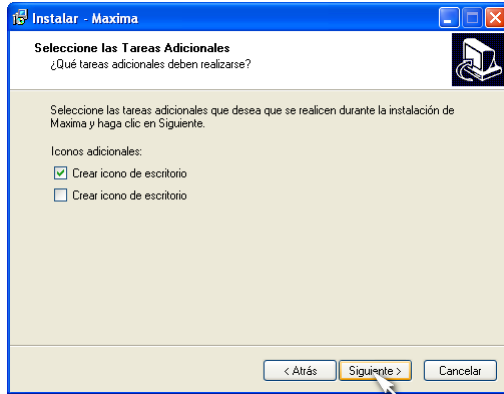 Instalar - Maxima
Seleccione las Tareas Adicionales
¿Qué tareas adicionales deben realizarse?
Seleccione las tareas adicionales que desea que se realicen durante la instalación de
Maxima y haga clic en Siguiente.
Iconos adicionales:
Crear icono de escritorio
Crear icono de escritorio
< Atrás Siguiente > Cancelar